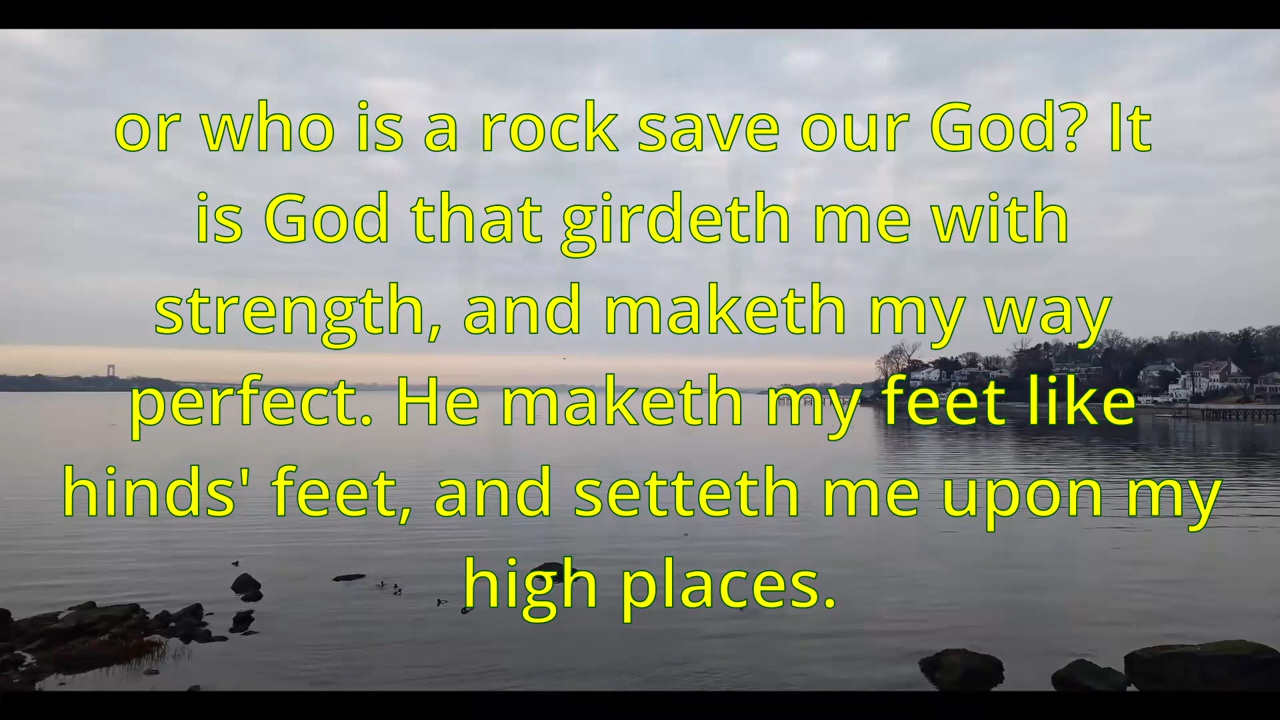 or who is a rock save our God? It
is God that girdeth me with
strength, and maketh my way
perfect. He maketh my feet like
hinds' feet, and setteth me upon my
high places.